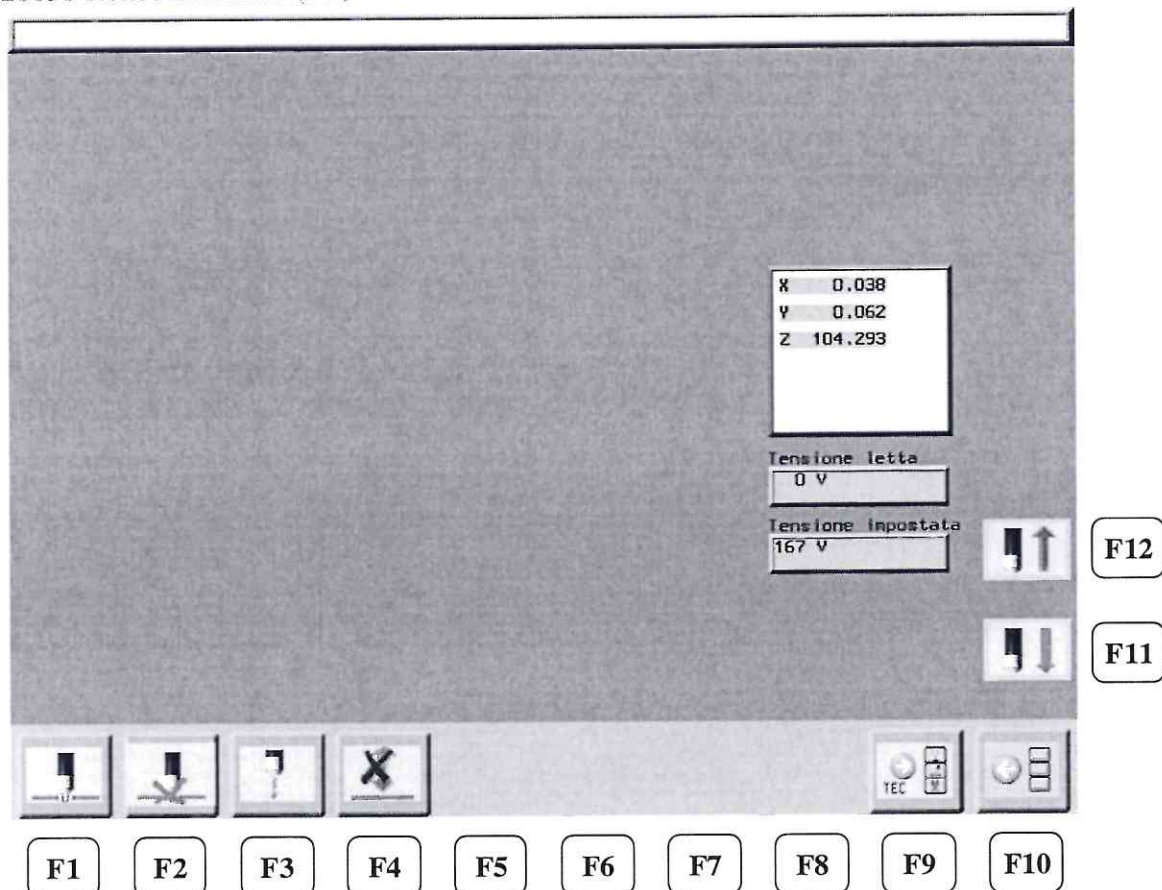 X 0.038
Y 0.062
Z 104.293
Tensione letta
0 V
Tensione impostata
167 V
F12
F11
TEC
F1 F2 F3 F4 F5 F6 F7 F8 F9 F10